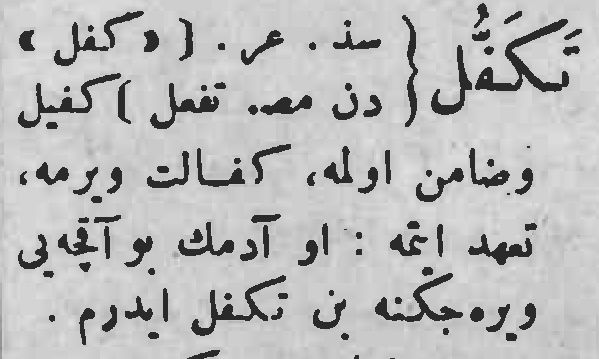 تَكَفُّل { سذ . عر . [ « كفل »
دن مصـ. تفعل ] كفيل
وضامن اولمه، كفالت ويرمه،
تعهد ايتمه : او آدمك بو آقچه‌يى
ويره‌جكنه بن تكفل ايدرم .